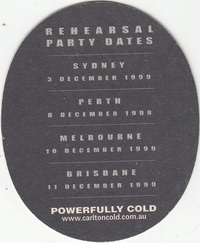 REHEARSAL
PARTY DATES
SYDNEY
3 DECEMBER 1999
PERTH
8 DECEMBER 1999
MELBOURNE
10 DECEMBER 1999
BRISBANE
11 DECEMBER 1999
POWERFULLY COLD
www.carltoncold.com.au